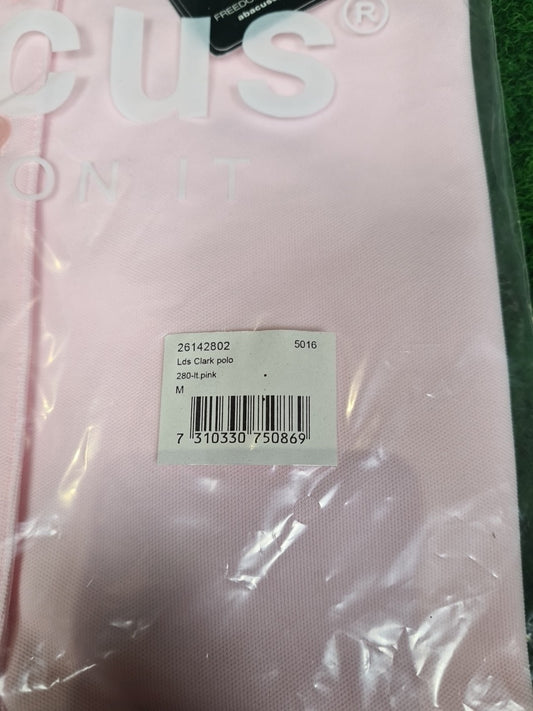 FREEDO
abacus
cus®
ON IT
26142802 5016
Lds Clark polo
280-lt.pink
M
7 310330 750869